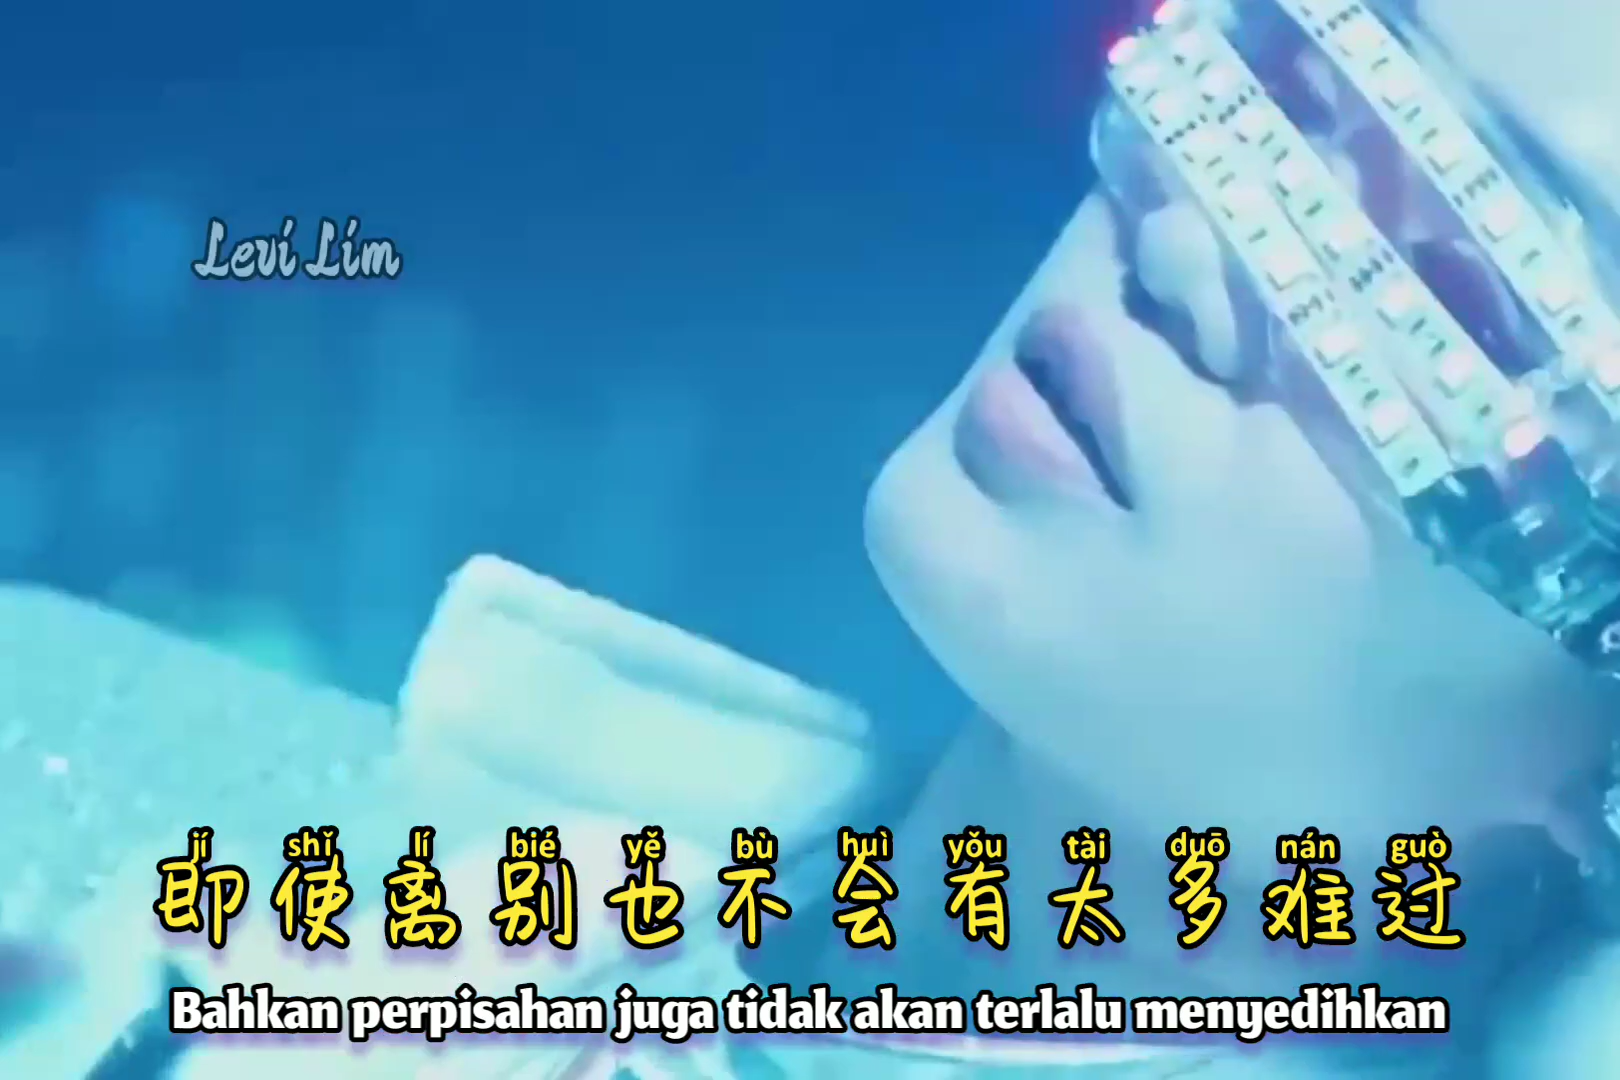 Levi Lim
jí shǐ lí bié yě bù huì yǒu tài duō nán guò
即使离别也不会有太多难过
Bahkan perpisahan juga tidak akan terlalu menyedihkan